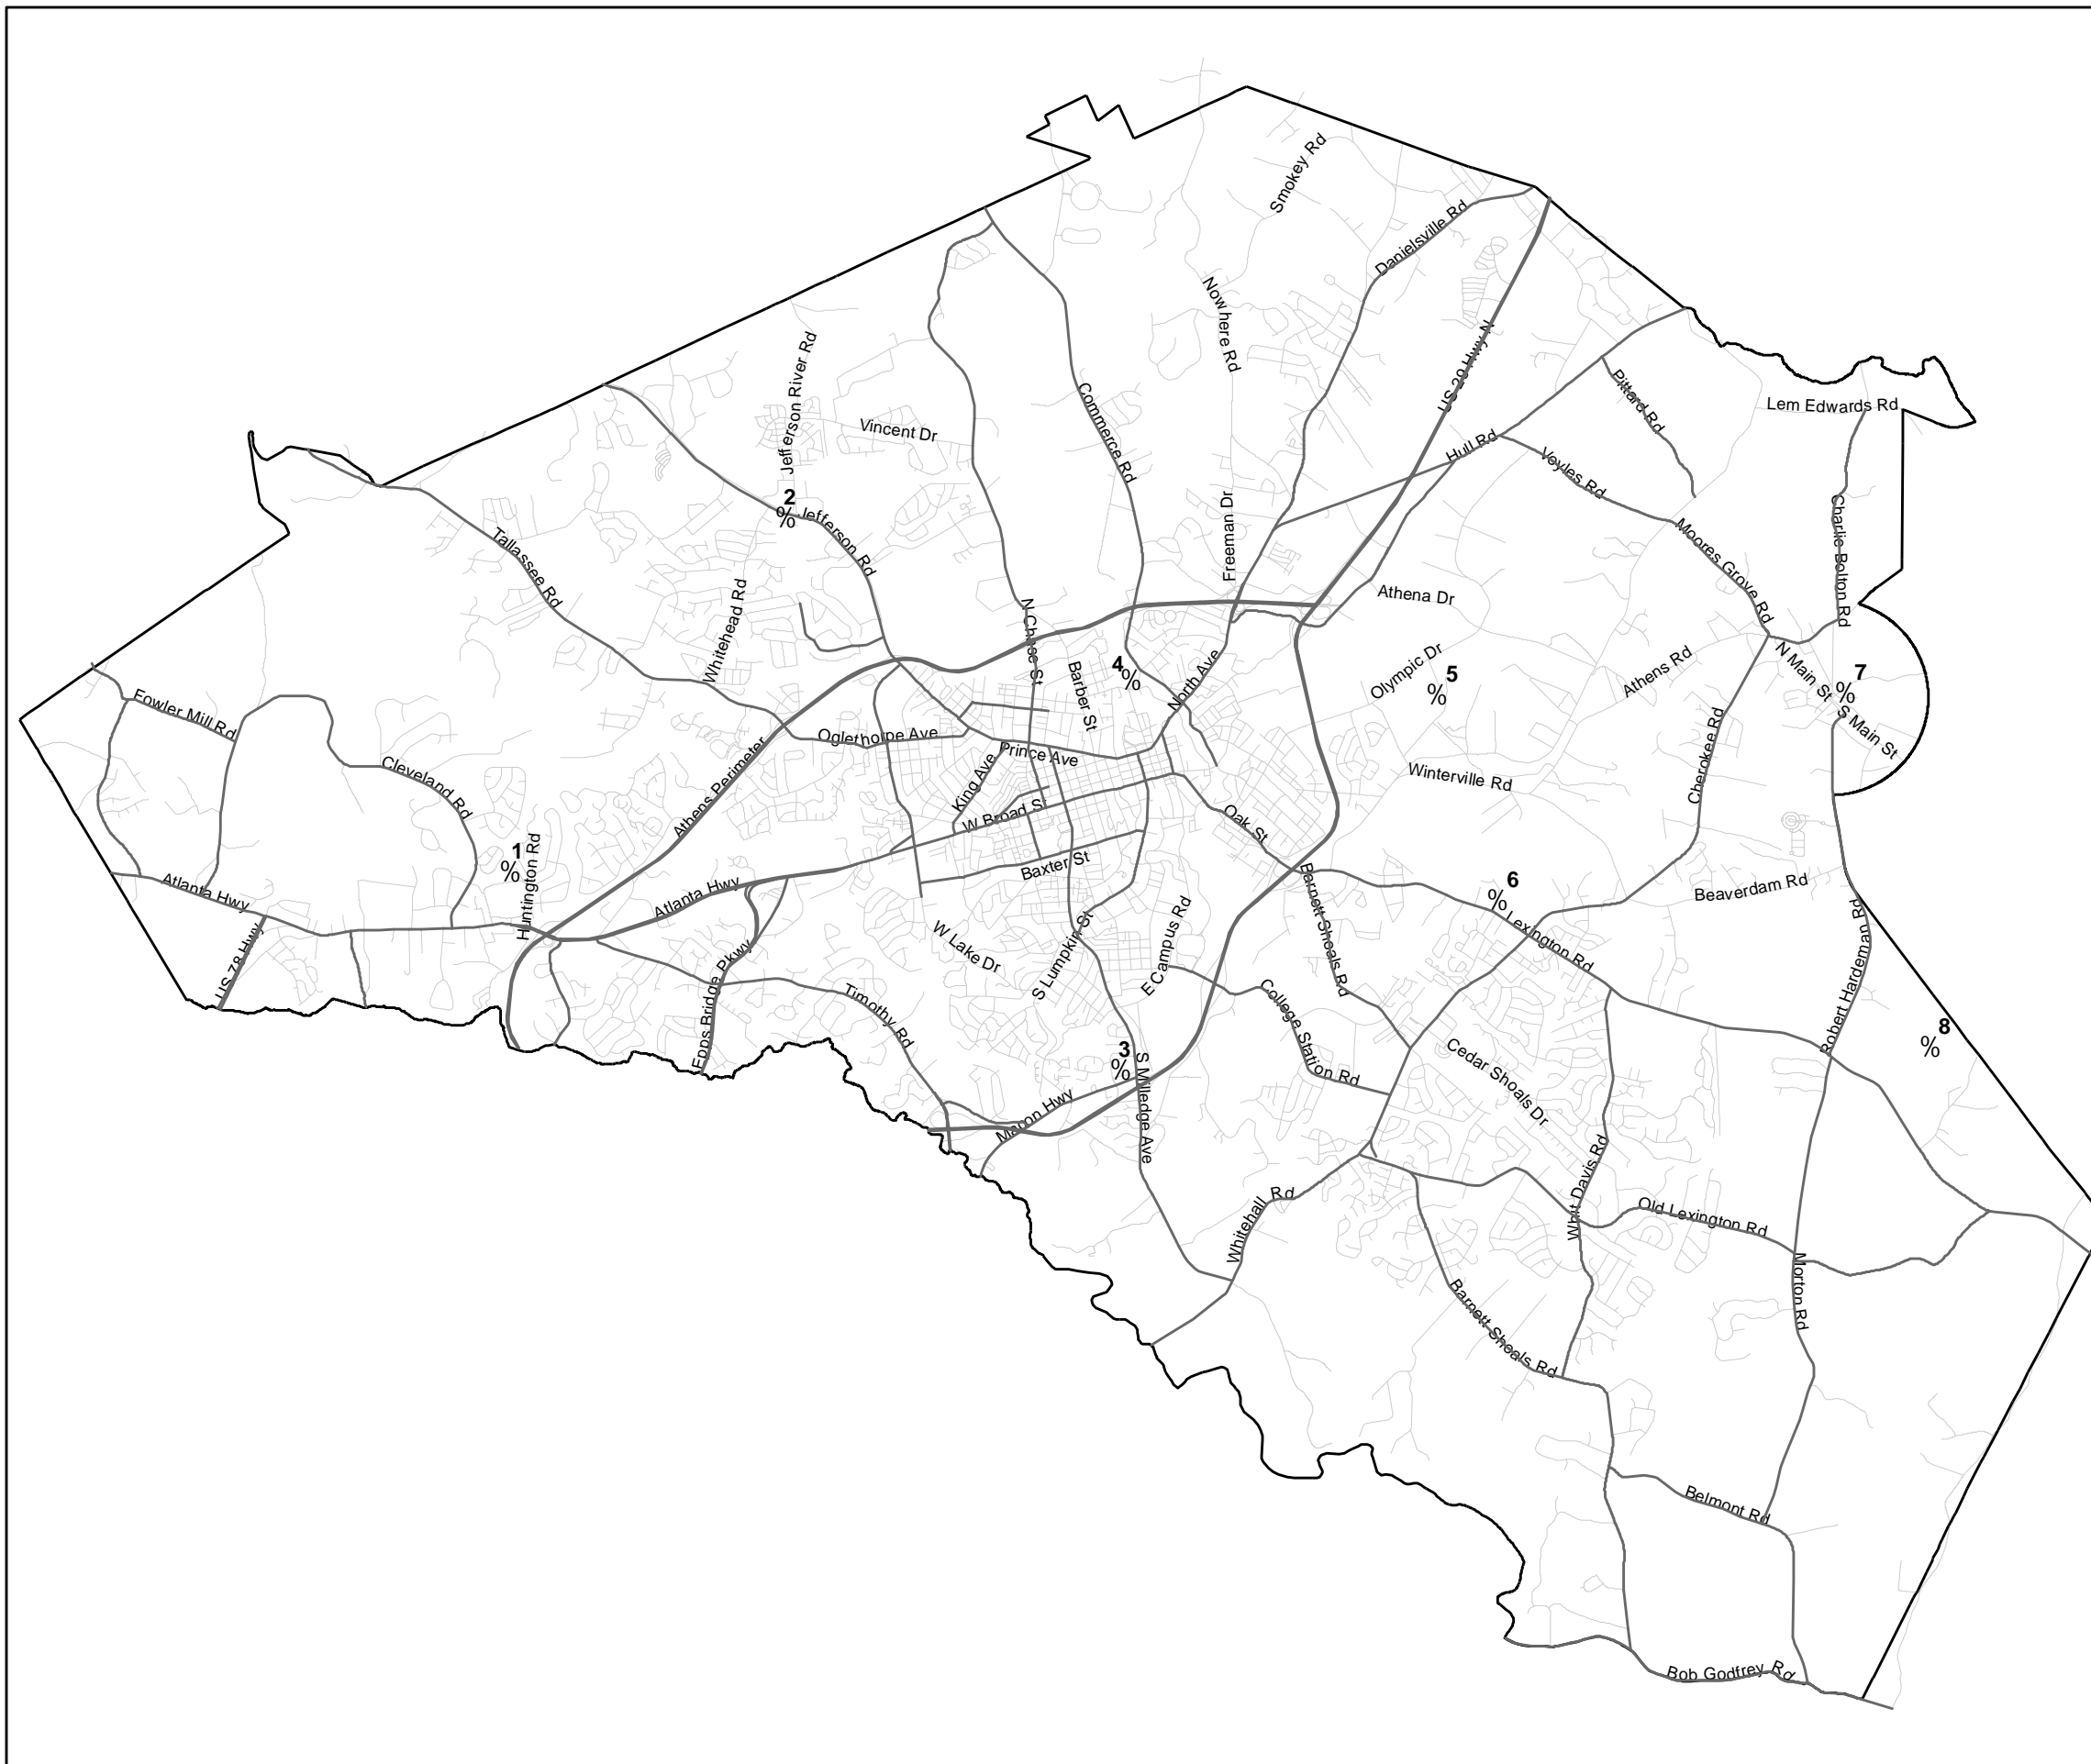 Smokey Rd
Danielsville Rd
Nowhere Rd
US 29 Hwy N
Jefferson River Rd
Vincent Dr
Commerce Rd
Pittard Rd
Lem Edwards Rd
Hull Rd
Voyles Rd
2
%
Jefferson Rd
Freeman Dr
Charlie Bolton Rd
Tallassee Rd
Moores Grove Rd
Whitehead Rd
N Chase St
Athena Dr
Barber St
4
%
North Ave
Olympic Dr
5
%
Athens Rd
N Main St
7
%
S Main St
Fowler Mill Rd
Oglethorpe Ave
Prince Ave
Cleveland Rd
Athens Perimeter
King Ave
Winterville Rd
Cherokee Rd
W Broad St
Oak St
1
%
Huntington Rd
Baxter St
Atlanta Hwy
Atlanta Hwy
Barnett Shoals Rd
6
%
Lexington Rd
Beaverdam Rd
US 78 Hwy
W Lake Dr
S Lumpkin St
E Campus Rd
Robert Hardeman Rd
Epps Bridge Pkwy
Timothy Rd
College Station Rd
8
%
3
%
S Milledge Ave
Cedar Shoals Dr
Macon Hwy
Whit Davis Rd
Whitehall Rd
Old Lexington Rd
Morton Rd
Barnett Shoals Rd
Belmont Rd
Bob Godfrey Rd